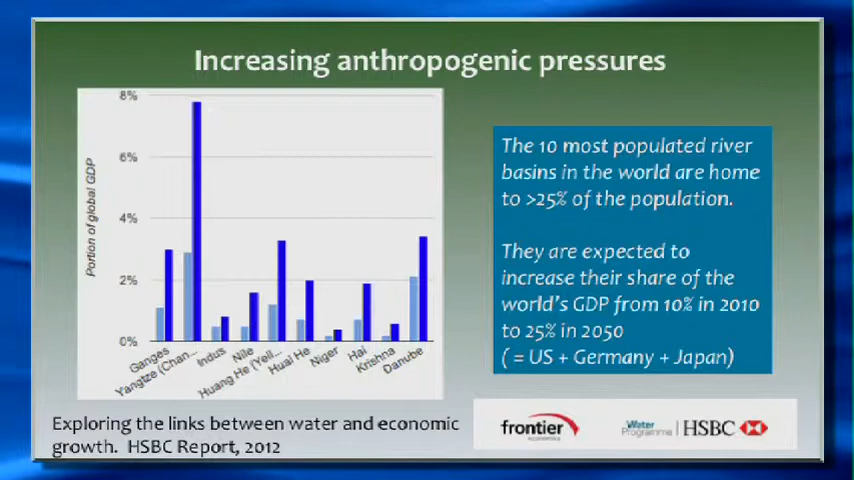 Increasing anthropogenic pressures
8%
6%
4%
2%
0%
Portion of global GDP
Ganges
Yangtze (Chan...
Indus
Nile
Huang He (Yell...
Huai He
Niger
Hai
Krishna
Danube
The 10 most populated river
basins in the world are home
to >25% of the population.
They are expected to
increase their share of the
world's GDP from 10% in 2010
to 25% in 2050
( = US + Germany + Japan)
Exploring the links between water and economic
growth. HSBC Report, 2012
frontier
economics
Water
Programme
HSBC